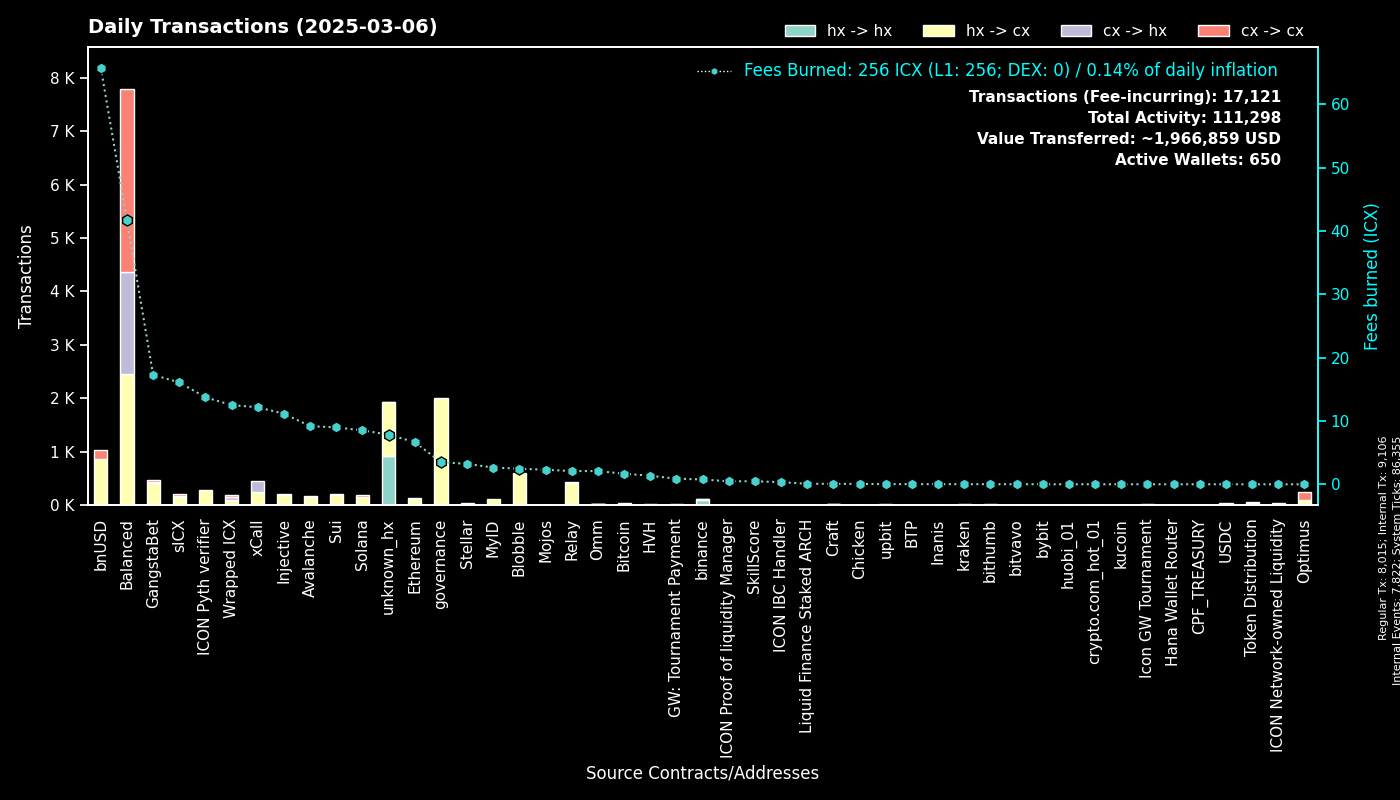 Daily Transactions (2025-03-06)
hx -> hx
hx -> cx
cx -> hx
cx -> cx
Fees Burned: 256 ICX (L1: 256; DEX: 0) / 0.14% of daily inflation
Transactions (Fee-incurring): 17,121
Total Activity: 111,298
Value Transferred: ~1,966,859 USD
Active Wallets: 650
Transactions
8 K
7 K
6 K
5 K
4 K
3 K
2 K
1 K
0 K
60
50
40
30
20
10
0
Fees burned (ICX)
bnUSD
Balanced
GangstaBet
sICX
ICON Pyth verifier
Wrapped ICX
xCall
Injective
Avalanche
Sui
Solana
unknown_hx
Ethereum
governance
Stellar
MyID
Blobble
Mojos
Relay
Omm
Bitcoin
HVH
GW: Tournament Payment
binance
ICON Proof of liquidity Manager
SkillScore
ICON IBC Handler
Liquid Finance Staked ARCH
Craft
Chicken
upbit
BTP
Inanis
kraken
bithumb
bitvavo
bybit
huobi_01
crypto.com_hot_01
kucoin
Icon GW Tournament
Hana Wallet Router
CPF_TREASURY
USDC
Token Distribution
ICON Network-owned Liquidity
Optimus
Source Contracts/Addresses
Regular Tx: 8,015; Internal Tx: 9,106
Internal Events: 7,822; System Ticks: 86,355